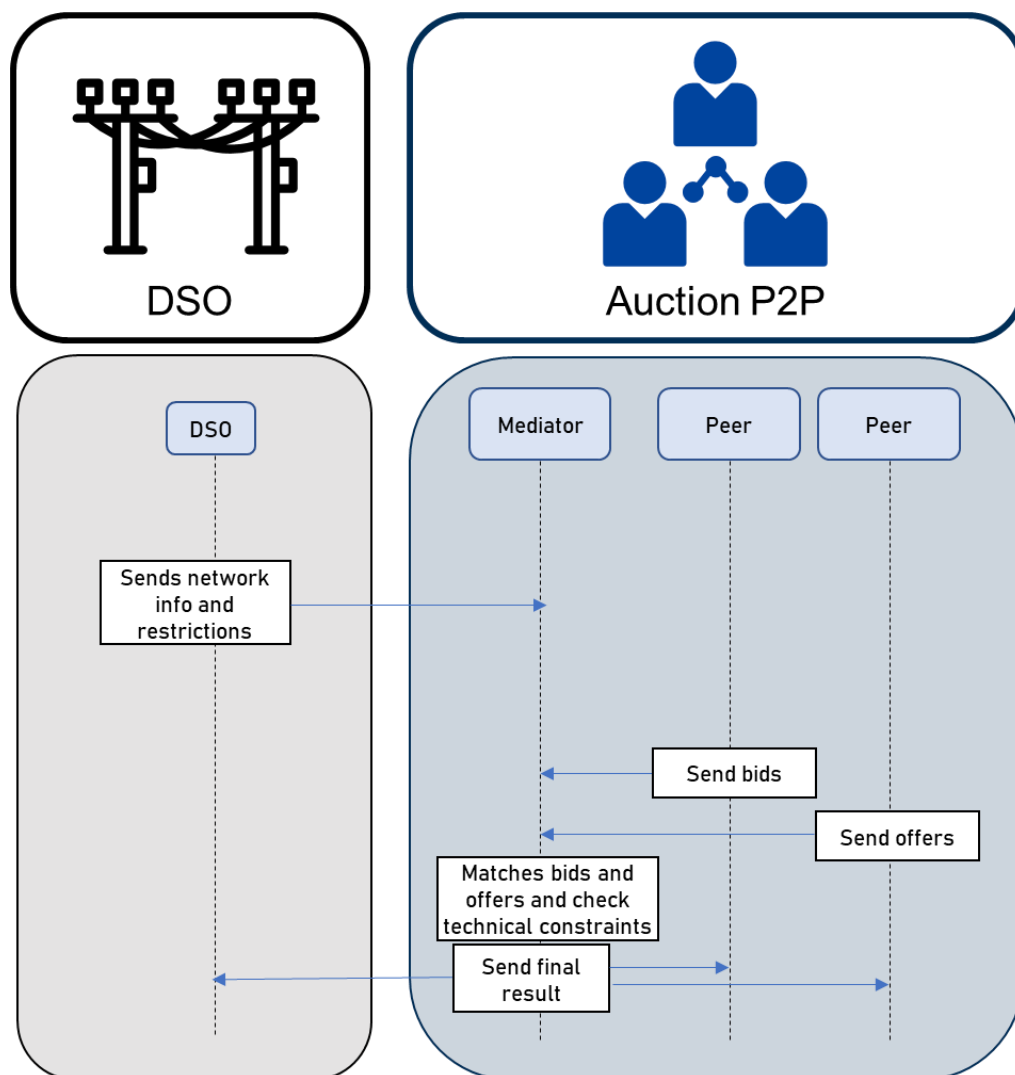 DSO
Auction P2P
DSO
Mediator
Peer
Peer
Sends network
info and
restrictions
Send bids
Send offers
Matches bids and
offers and check
technical constraints
Send final
result